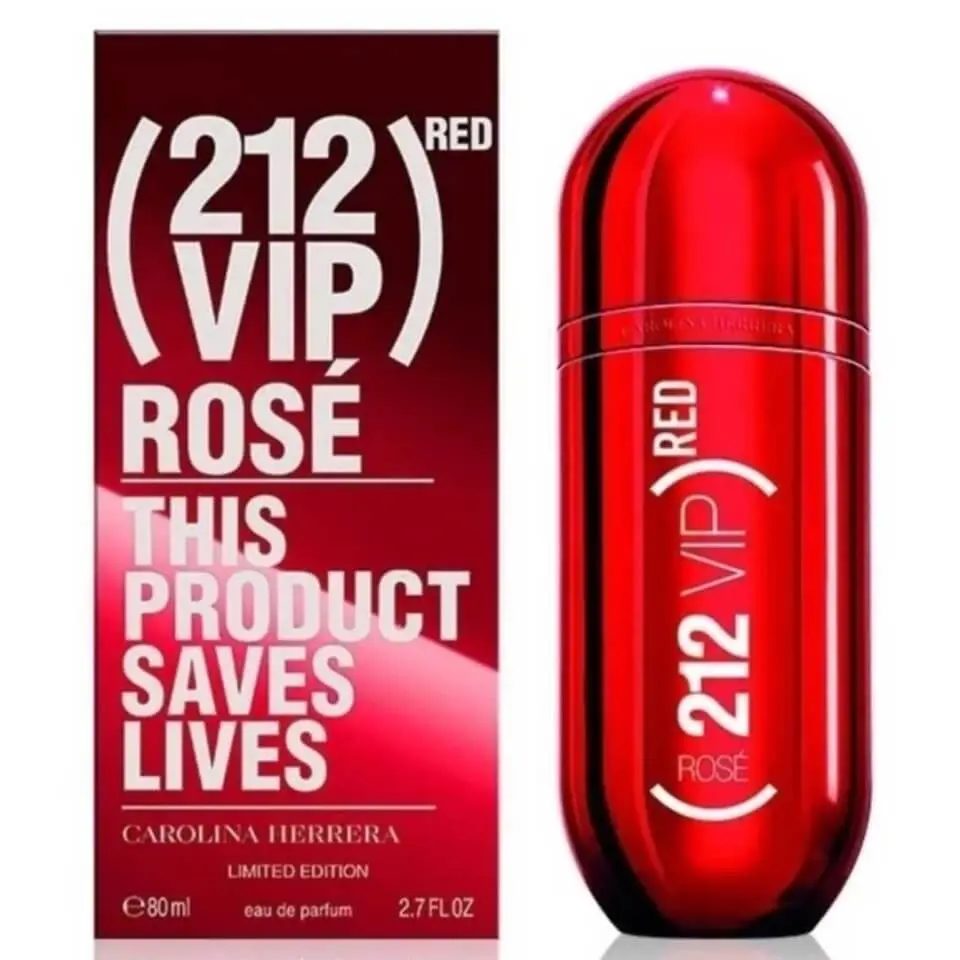 (212 VIP) RED
ROSÉ
THIS
PRODUCT
SAVES
LIVES
CAROLINA HERRERA
LIMITED EDITION
℮80ml eau de parfum 2.7 FL OZ
CAROLINA HERRERA
(ROSÉ 212 VIP) RED